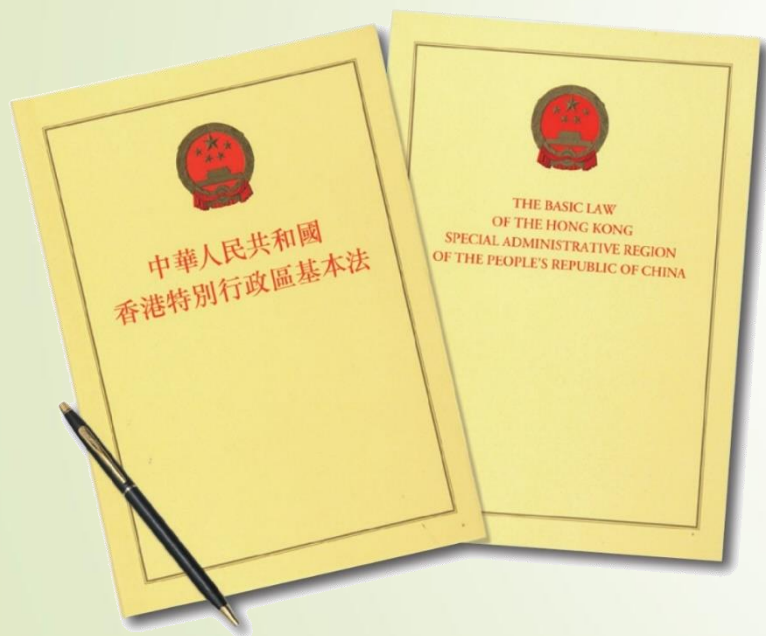 中華人民共和國
香港特別行政區基本法
THE BASIC LAW
OF THE HONG KONG
SPECIAL ADMINISTRATIVE REGION
OF THE PEOPLE'S REPUBLIC OF CHINA